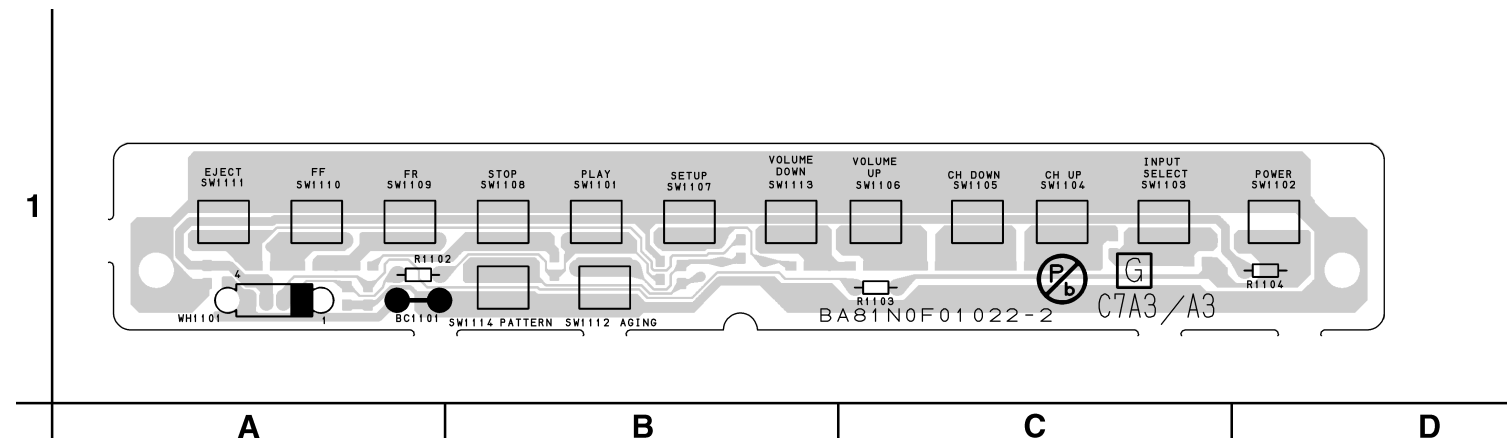 1
EJECT
SW1111
FF
SW1110
FR
SW1109
STOP
SW1108
PLAY
SW1101
SETUP
SW1107
VOLUME
DOWN
SW1113
VOLUME
UP
SW1106
CH DOWN
SW1105
CH UP
SW1104
INPUT
SELECT
SW1103
POWER
SW1102
R1102
4
WH1101
1
BC1101
SW1114 PATTERN
SW1112 AGING
R1103
P/b
G
R1104
BA81N0F01022-2
C7A3/A3
A
B
C
D